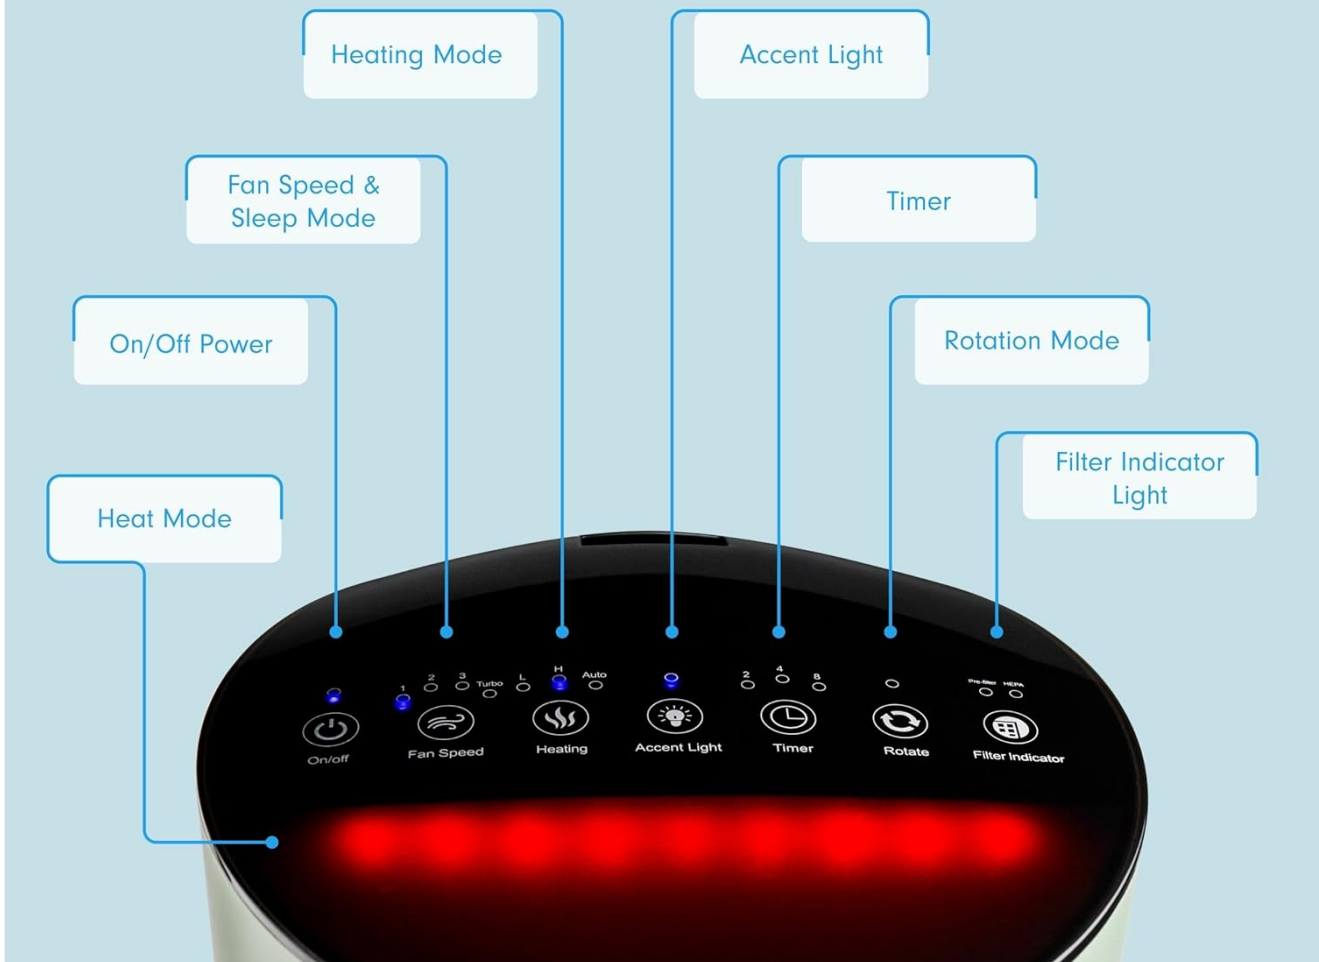 Heating Mode
Accent Light
Fan Speed &
Sleep Mode
Timer
On/Off Power
Rotation Mode
Filter Indicator
Light
Heat Mode
1 2 3 Turbo
L H Auto
2 4 8
Pre-filter HEPA
On/off
Fan Speed
Heating
Accent Light
Timer
Rotate
Filter Indicator